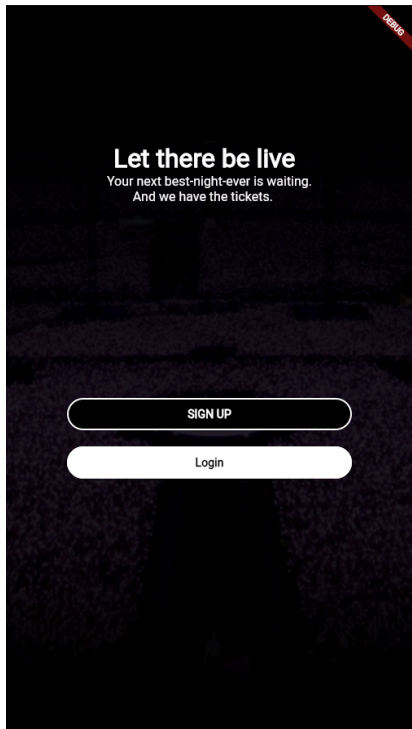 DEBUG
Let there be live
Your next best-night-ever is waiting.
And we have the tickets.
SIGN UP
Login